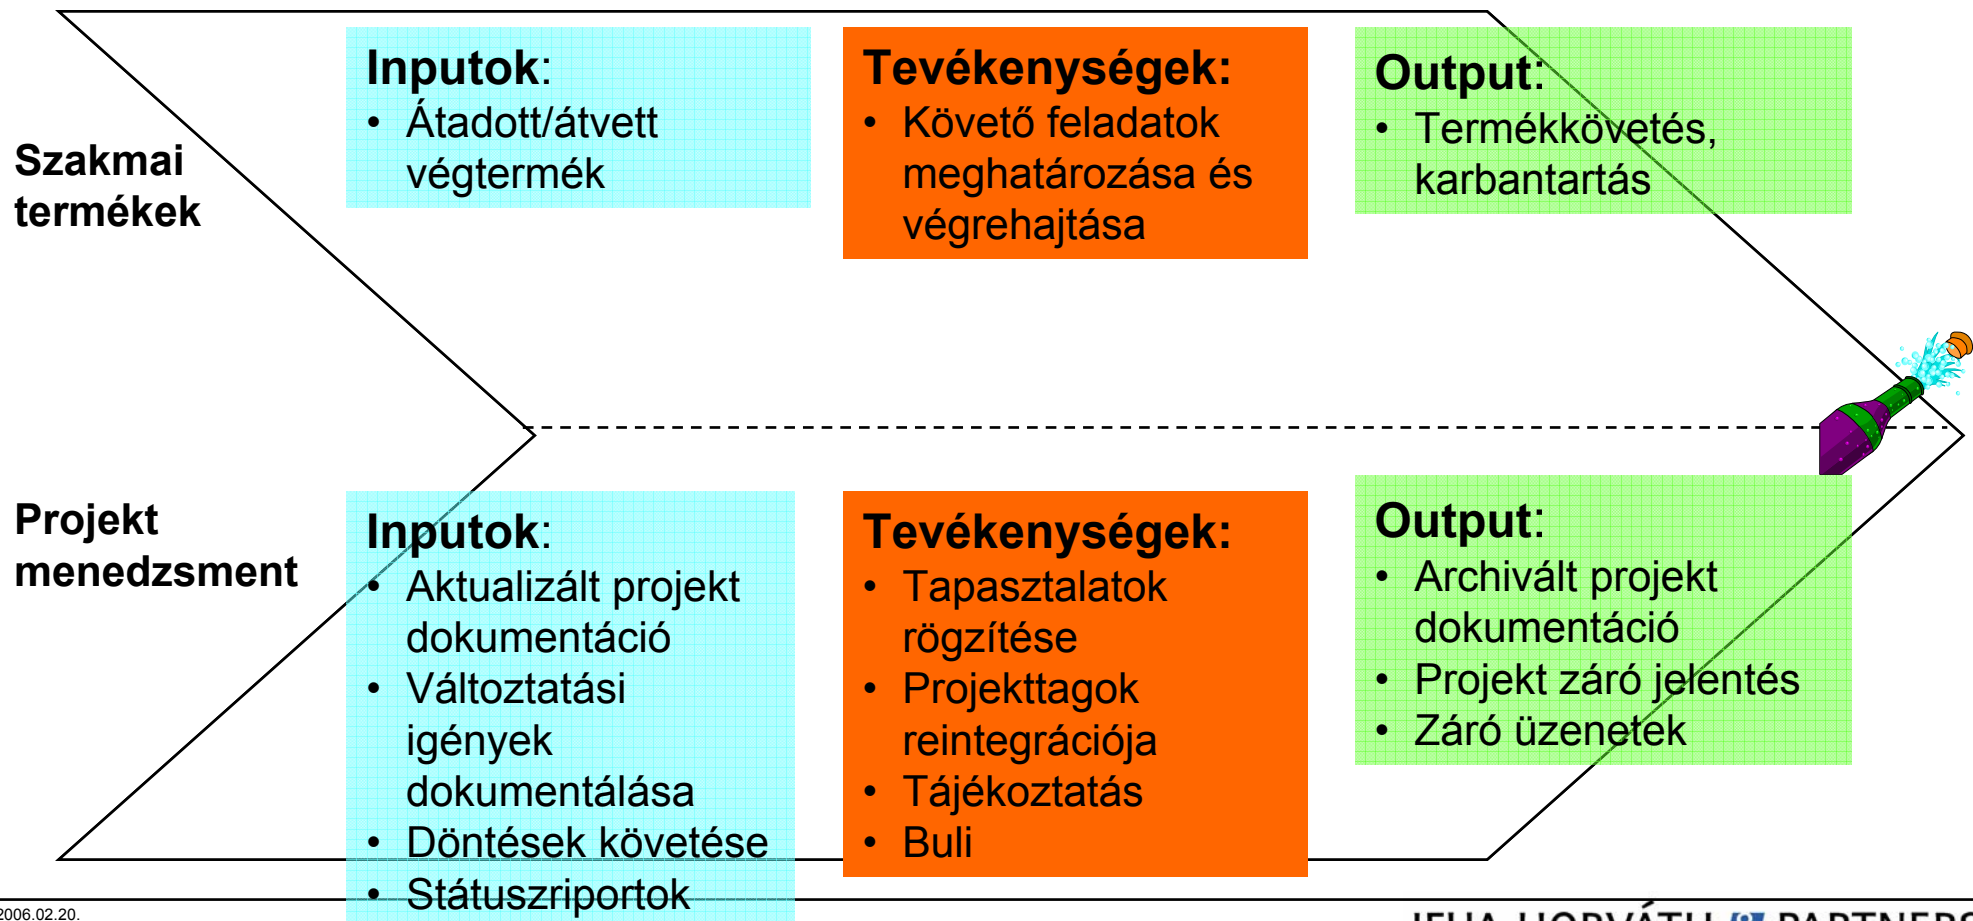 Szakmai
termékek
Inputok:
• Átadott/átvett
végtermék
Tevékenységek:
• Követő feladatok
meghatározása és
végrehajtása
Output:
• Termékkövetés,
karbantartás
Projekt
menedzsment
Inputok:
• Aktualizált projekt
dokumentáció
• Változtatási
igények
dokumentálása
• Döntések követése
• Státuszriportok
Tevékenységek:
• Tapasztalatok
rögzítése
• Projekttagok
reintegrációja
• Tájékoztatás
• Buli
Output:
• Archivált projekt
dokumentáció
• Projekt záró jelentés
• Záró üzenetek
2006.02.20.
HORVÁTH PARTNERS